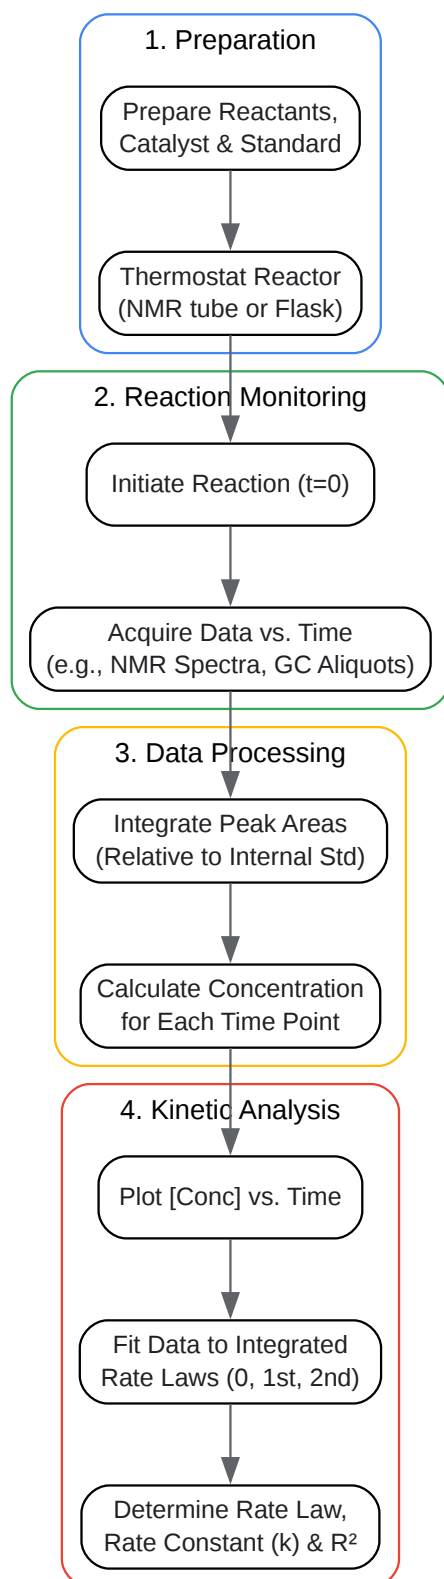 1. Preparation
Prepare Reactants,
Catalyst & Standard
Thermostat Reactor
(NMR tube or Flask)
2. Reaction Monitoring
Initiate Reaction (t=0)
Acquire Data vs. Time
(e.g., NMR Spectra, GC Aliquots)
3. Data Processing
Integrate Peak Areas
(Relative to Internal Std)
Calculate Concentration
for Each Time Point
4. Kinetic Analysis
Plot [Conc] vs. Time
Fit Data to Integrated
Rate Laws (0, 1st, 2nd)
Determine Rate Law,
Rate Constant (k) & R²